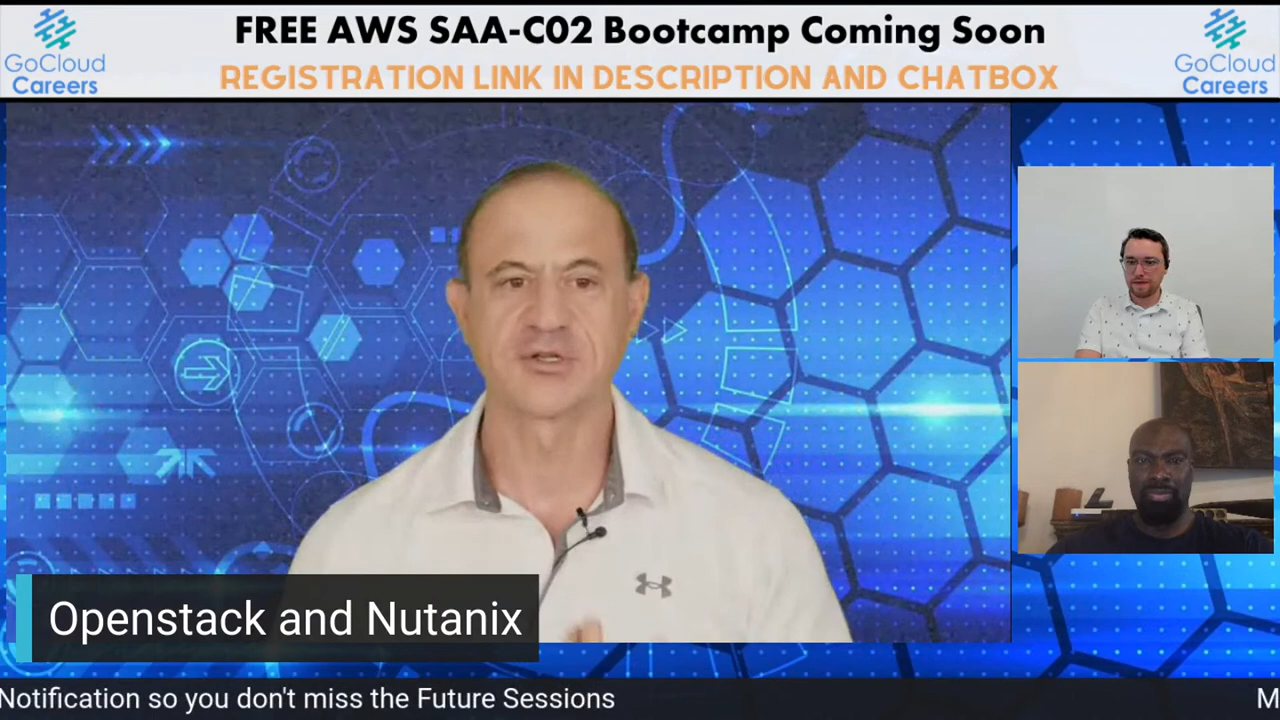 FREE AWS SAA-C02 Bootcamp Coming Soon
REGISTRATION LINK IN DESCRIPTION AND CHATBOX
GoCloud
Careers
GoCloud
Careers
Openstack and Nutanix
Notification so you don't miss the Future Sessions
M